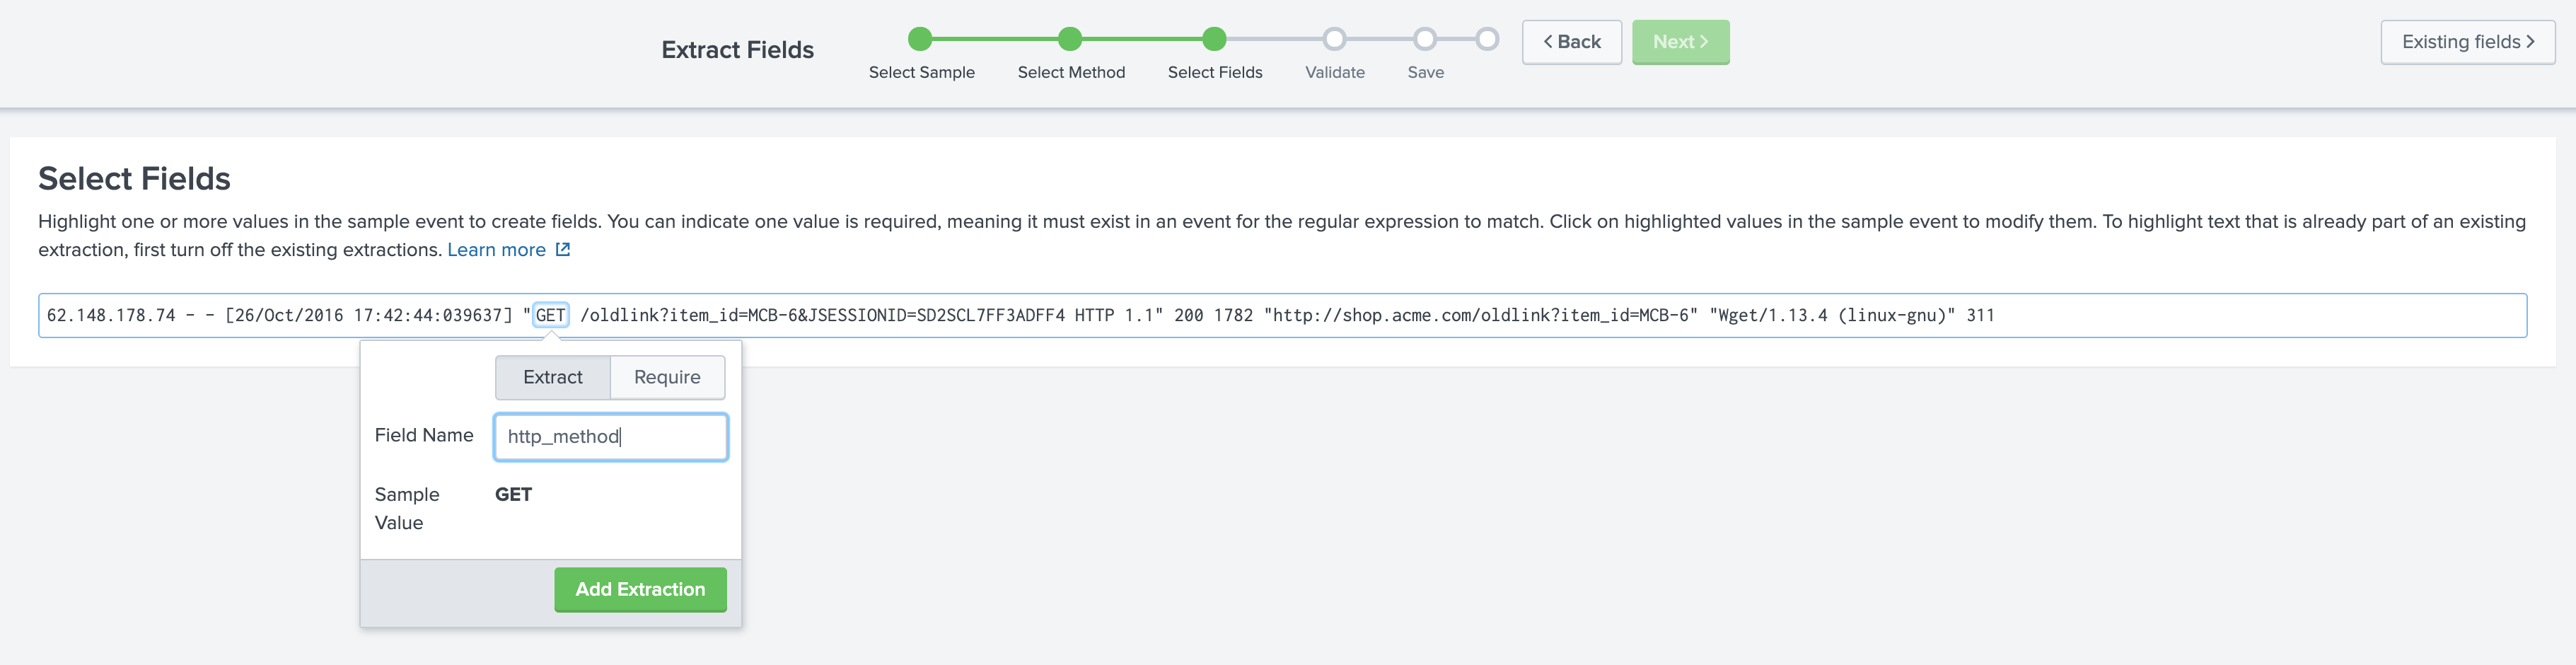 Extract Fields
Select Sample
Select Method
Select Fields
Validate
Save
Back
Next
Existing fields
Select Fields
Highlight one or more values in the sample event to create fields. You can indicate one value is required, meaning it must exist in an event for the regular expression to match. Click on highlighted values in the sample event to modify them. To highlight text that is already part of an existing
extraction, first turn off the existing extractions. Learn more
62.148.178.74 - - [26/Oct/2016 17:42:44:039637] "GET /oldlink?item_id=MCB-6&JSESSIONID=SD2SCL7FF3ADFF4 HTTP 1.1" 200 1782 "http://shop.acme.com/oldlink?item_id=MCB-6" "Wget/1.13.4 (linux-gnu)" 311
Extract
Require
Field Name
http_method
Sample
Value
GET
Add Extraction